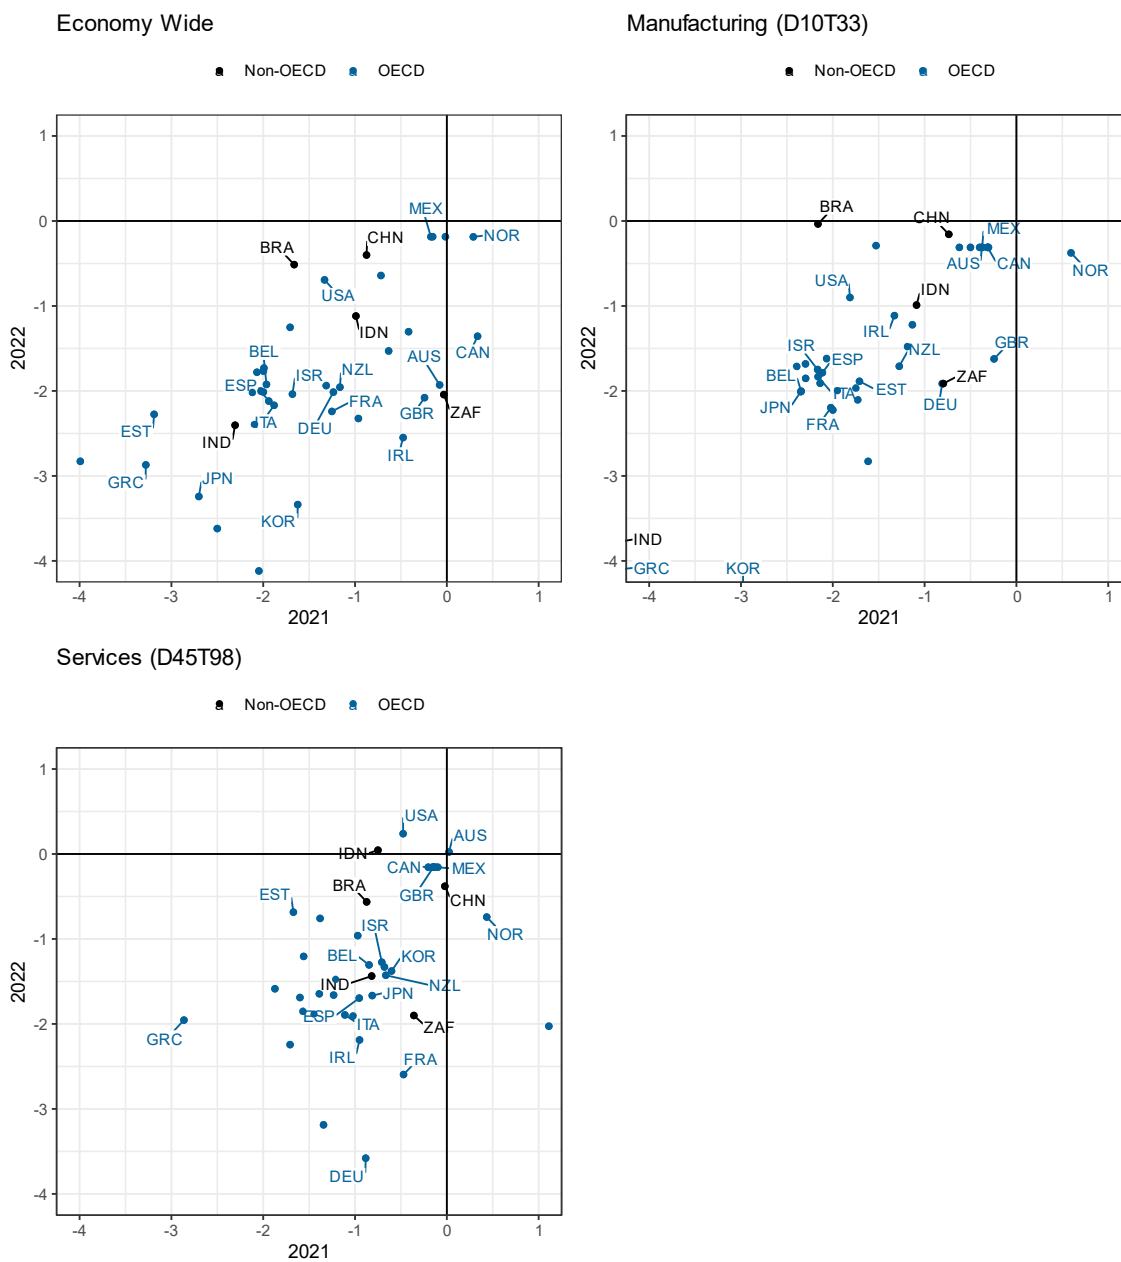 Economy Wide
Non-OECD OECD
1
0
-1
-2
-3
-4
2022
MEX
NOR
CHN
BRA
USA
IDN
CAN
BEL
AUS
NZL
ISR
ESP
FRA
GBR
ZAF
ITA
DEU
EST
IND
IRL
GRC
JPN
KOR
-4 -3 -2 -1 0 1
2021
Manufacturing (D10T33)
Non-OECD OECD
1
0
-1
-2
-3
-4
2022
BRA
CHN
MEX
AUS
CAN
NOR
USA
IDN
IRL
GBR
ISR
NZL
ESP
BEL
ZAF
EST
ITA
JPN
DEU
FRA
IND
GRC
KOR
-4 -3 -2 -1 0 1
2021
Services (D45T98)
Non-OECD OECD
1
0
-1
-2
-3
-4
2022
USA
AUS
IDN
CAN
MEX
BRA
GBR
EST
CHN
ISR
NOR
BEL
KOR
IND
NZL
JPN
ESP
ITA
ZAF
GRC
IRL
FRA
DEU
-4 -3 -2 -1 0 1
2021